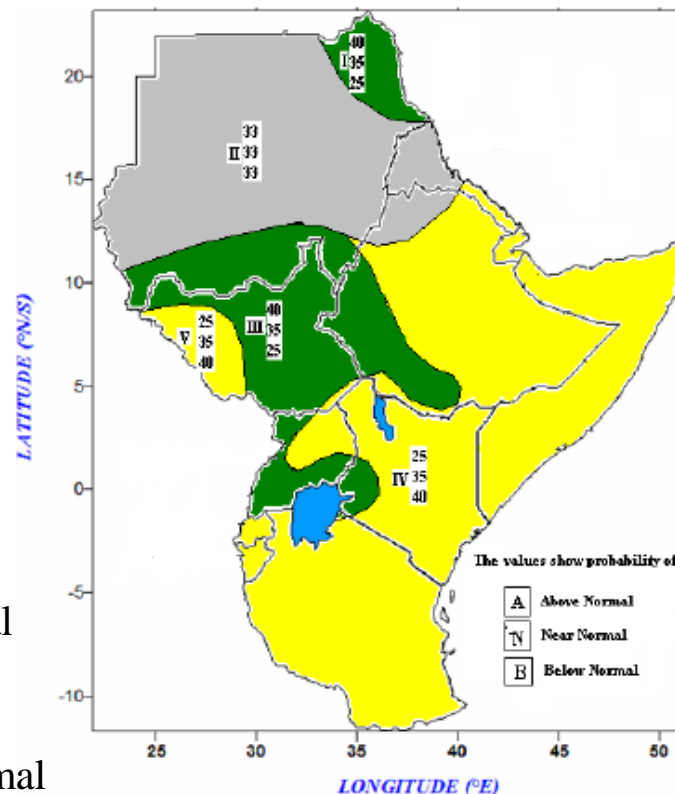 40
I 35
25
20
33
II 33
33
15
10
40
III 35
25
25
V 35
40
5
25
IV 35
40
0
-5
-10
LATITUDE (°N/S)
The values show probability of
A Above Normal
N Near Normal
B Below Normal
al
mal
25 30 35 40 45 50
LONGITUDE (°E)